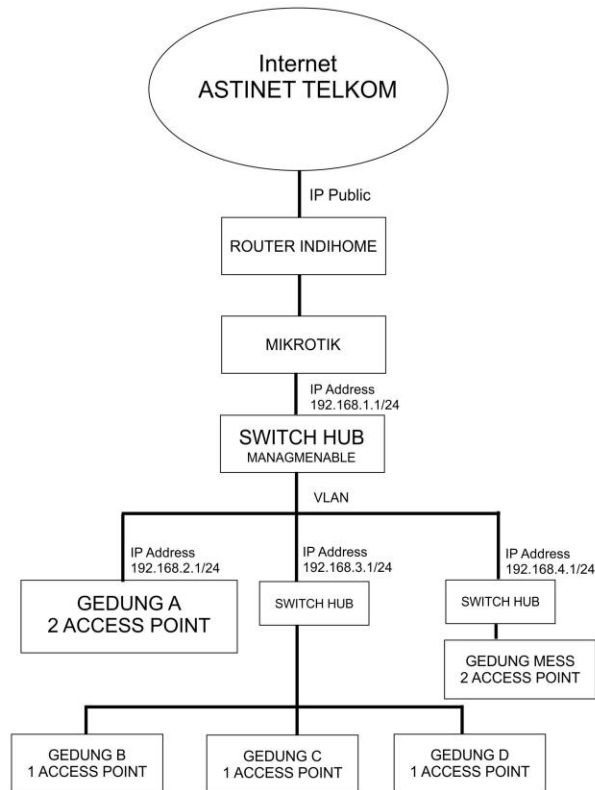 Internet
ASTINET TELKOM
IP Public
ROUTER INDIHOME
MIKROTIK
IP Address
192.168.1.1/24
SWITCH HUB
MANAGMENABLE
VLAN
IP Address
192.168.2.1/24
IP Address
192.168.3.1/24
IP Address
192.168.4.1/24
GEDUNG A
2 ACCESS POINT
SWITCH HUB
SWITCH HUB
GEDUNG MESS
2 ACCESS POINT
GEDUNG B
1 ACCESS POINT
GEDUNG C
1 ACCESS POINT
GEDUNG D
1 ACCESS POINT